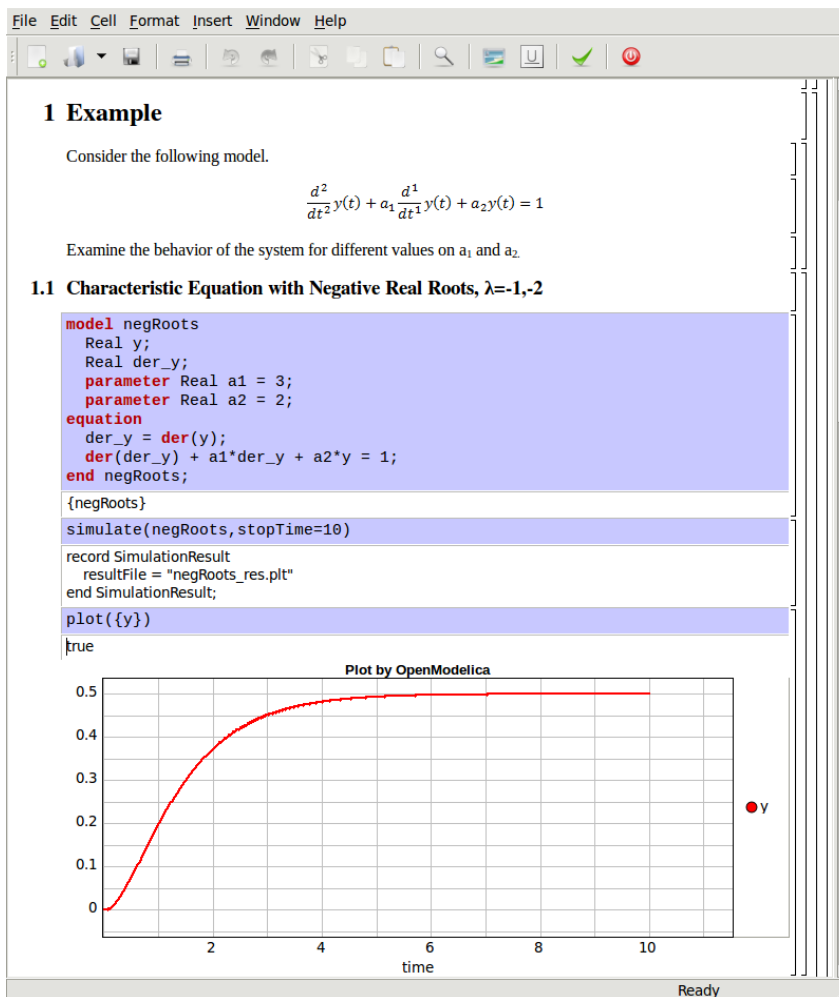 File Edit Cell Format Insert Window Help
U
1 Example
Consider the following model.
d²/dt² y(t) + a₁ d¹/dt¹ y(t) + a₂y(t) = 1
Examine the behavior of the system for different values on a₁ and a₂.
1.1 Characteristic Equation with Negative Real Roots, λ=-1,-2
model negRoots
Real y;
Real der_y;
parameter Real a1 = 3;
parameter Real a2 = 2;
equation
der_y = der(y);
der(der_y) + a1*der_y + a2*y = 1;
end negRoots;
{negRoots}
simulate(negRoots,stopTime=10)
record SimulationResult
resultFile = "negRoots_res.plt"
end SimulationResult;
plot({y})
true
Plot by OpenModelica
0.5
0.4
0.3
0.2
y
0.1
0
2 4 6 8 10
time
Ready